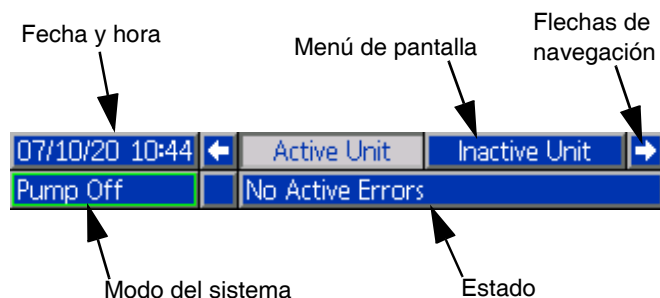 Fecha y hora
Menú de pantalla
Flechas de
navegación
07/10/20 10:44
Active Unit
Inactive Unit
Pump Off
No Active Errors
Modo del sistema
Estado